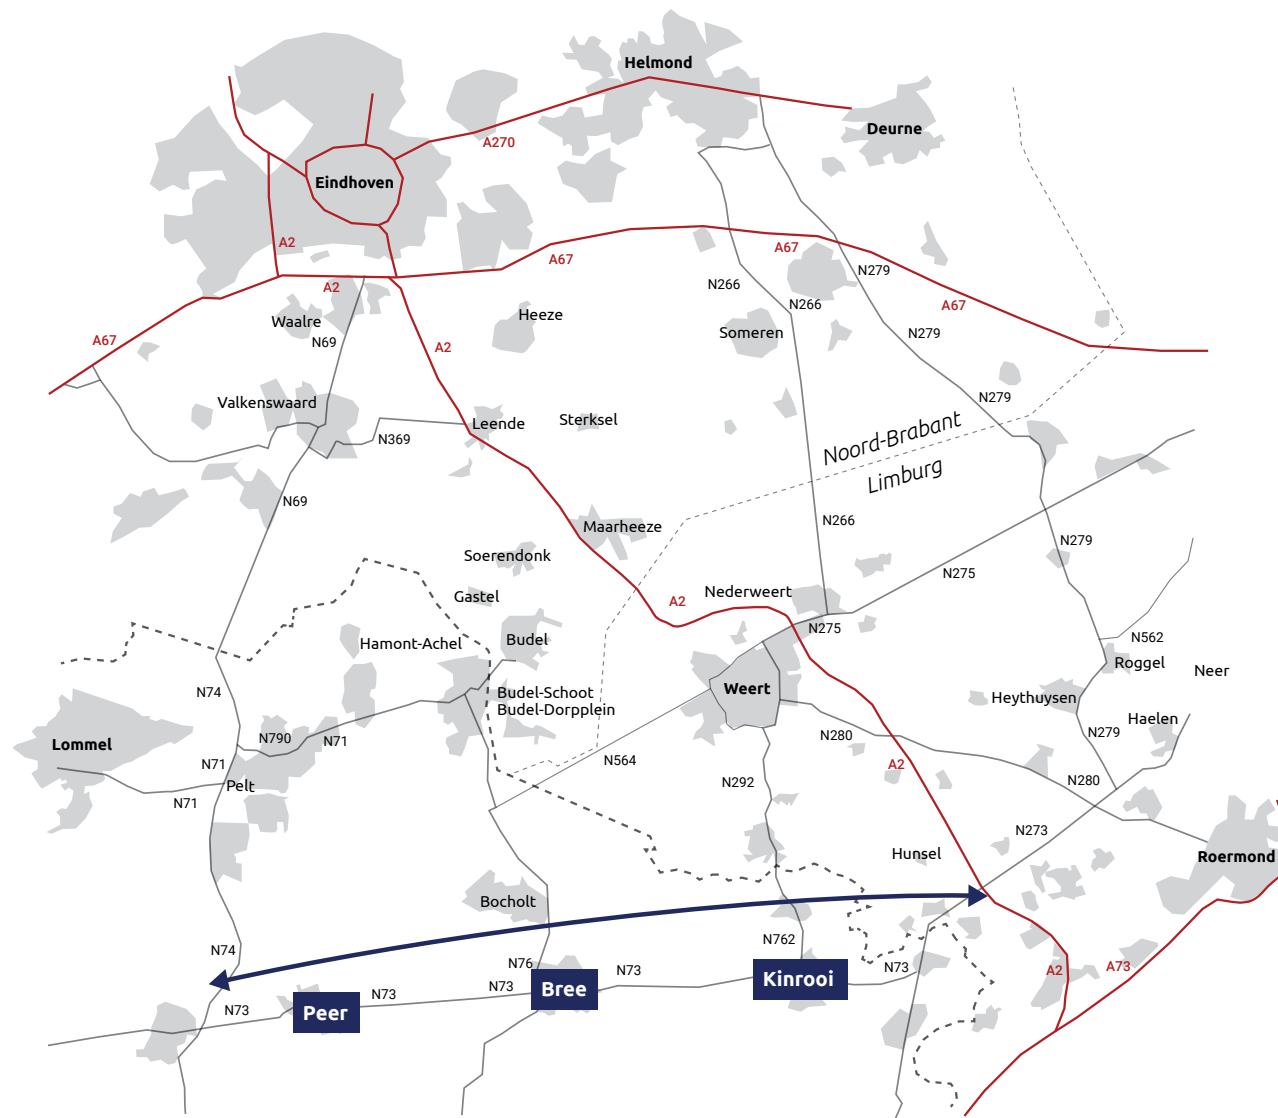 Helmond
Deurne
A270
Eindhoven
A2
A67
A67
N279
A2
N266
N266
A67
Waalre
Heeze
Someren
N279
A67
N69
A2
Valkenswaard
N279
Leende
Sterksel
N369
Noord-Brabant
Limburg
N69
N266
Maarheeze
N279
Soerendonk
N275
Gastel
A2
Nederweert
N275
N562
Hamont-Achel
Budel
Roggel
Neer
N74
Budel-Schoot
Budel-Dorpplein
Weert
Heythuysen
Haelen
Lommel
N790
N71
N280
N279
N71
N564
A2
Pelt
N292
N280
N71
N273
Hunsel
Roermond
Bocholt
N74
N762
N76
N73
N73
A2
A73
Kinrooi
N73
N73
Bree
N73
Peer